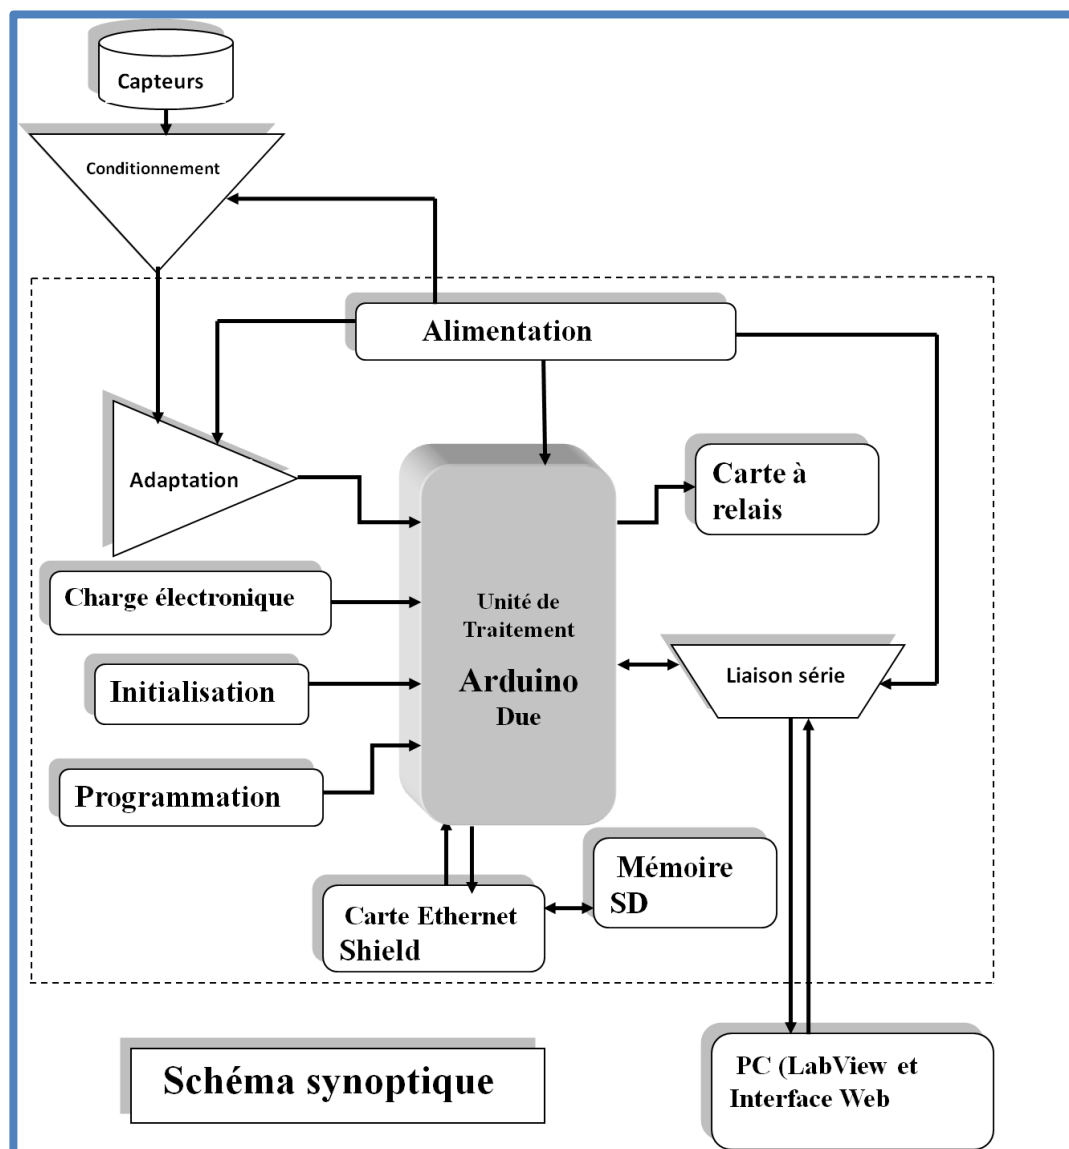 Capteurs
Conditionnement
Alimentation
Adaptation
Carte à
relais
Charge électronique
Unité de
Traitement
Arduino
Due
Liaison série
Initialisation
Programmation
Mémoire
SD
Carte Ethernet
Shield
Schéma synoptique
PC (LabView et
Interface Web